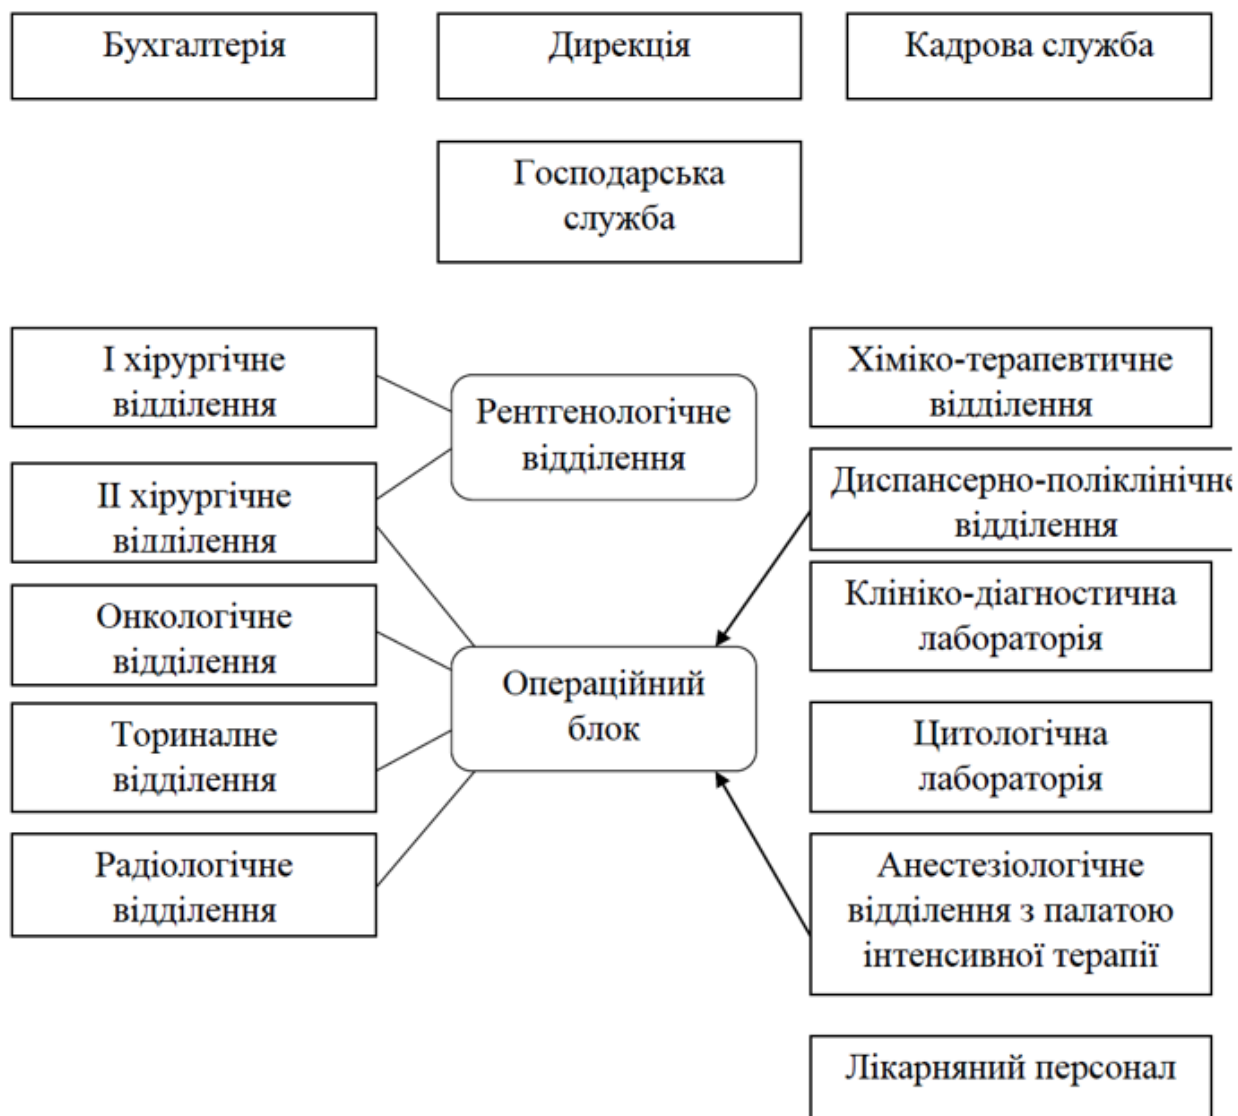 Бухгалтерія
Дирекція
Кадрова служба
Господарська
служба
І хірургічне
відділення
ІІ хірургічне
відділення
Онкологічне
відділення
Ториналне
відділення
Радіологічне
відділення
Рентгенологічне
відділення
Операційний
блок
Хіміко-терапевтичне
відділення
Диспансерно-поліклінічне
відділення
Клініко-діагностична
лабораторія
Цитологічна
лабораторія
Анестезіологічне
відділення з палатою
інтенсивної терапії
Лікарняний персонал